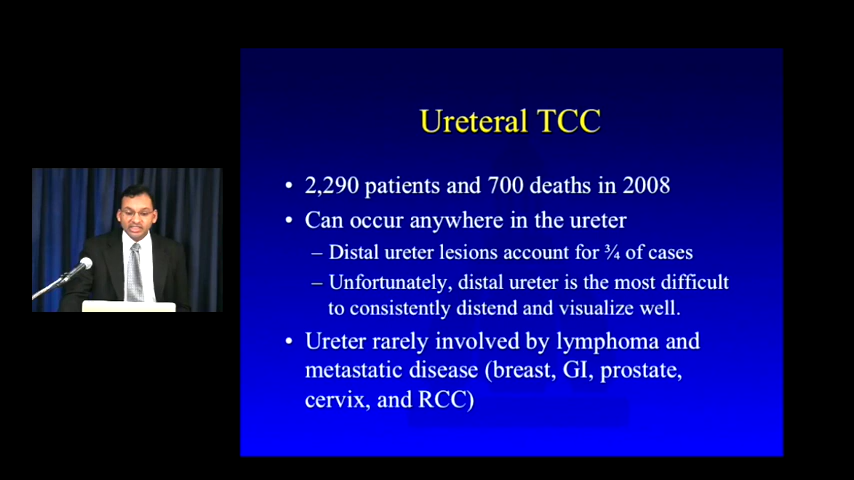 Ureteral TCC
• 2,290 patients and 700 deaths in 2008
• Can occur anywhere in the ureter
– Distal ureter lesions account for ¾ of cases
– Unfortunately, distal ureter is the most difficult
to consistently distend and visualize well.
• Ureter rarely involved by lymphoma and
metastatic disease (breast, GI, prostate,
cervix, and RCC)